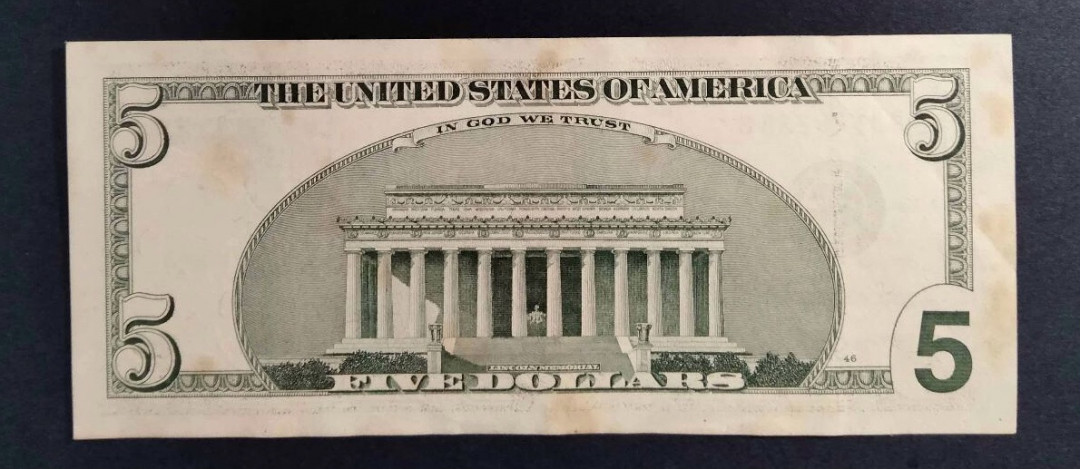 5 THE UNITED STATES OF AMERICA 5
IN GOD WE TRUST
LINCOLN MEMORIAL
46
5 FIVE DOLLARS 5